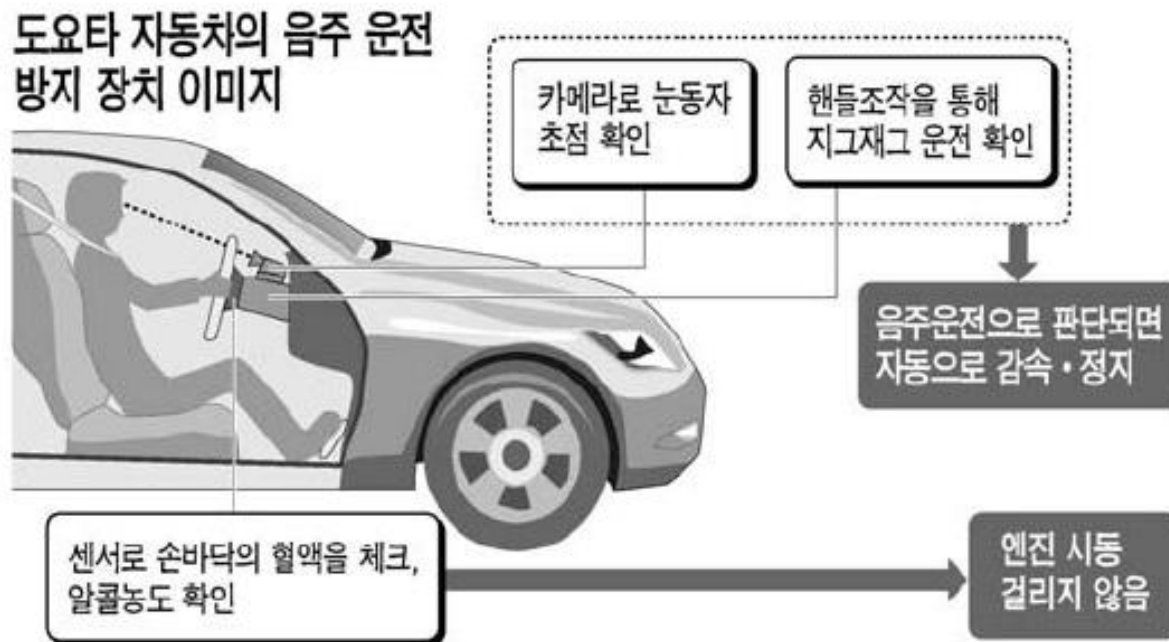 도요타 자동차의 음주 운전
방지 장치 이미지
카메라로 눈동자
초점 확인
핸들조작을 통해
지그재그 운전 확인
음주운전으로 판단되면
자동으로 감속·정지
센서로 손바닥의 혈액을 체크,
알콜농도 확인
엔진 시동
걸리지 않음